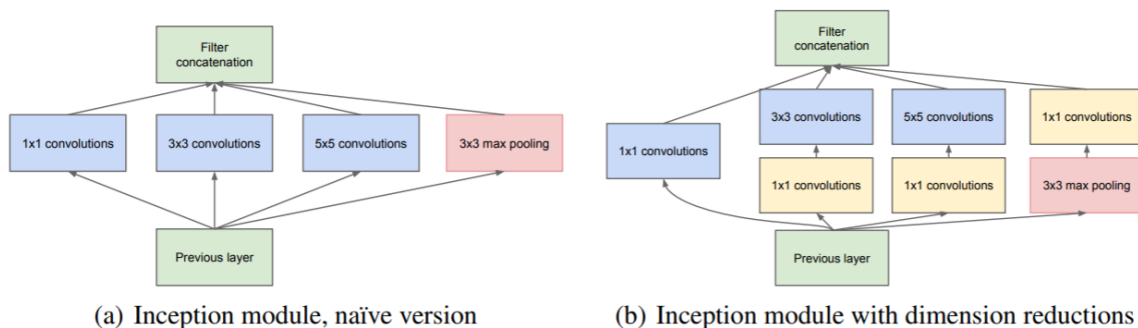 Filter
concatenation
1x1 convolutions
3x3 convolutions
5x5 convolutions
3x3 max pooling
Previous layer
(a) Inception module, naïve version
Filter
concatenation
3x3 convolutions
5x5 convolutions
1x1 convolutions
1x1 convolutions
1x1 convolutions
1x1 convolutions
3x3 max pooling
Previous layer
(b) Inception module with dimension reductions